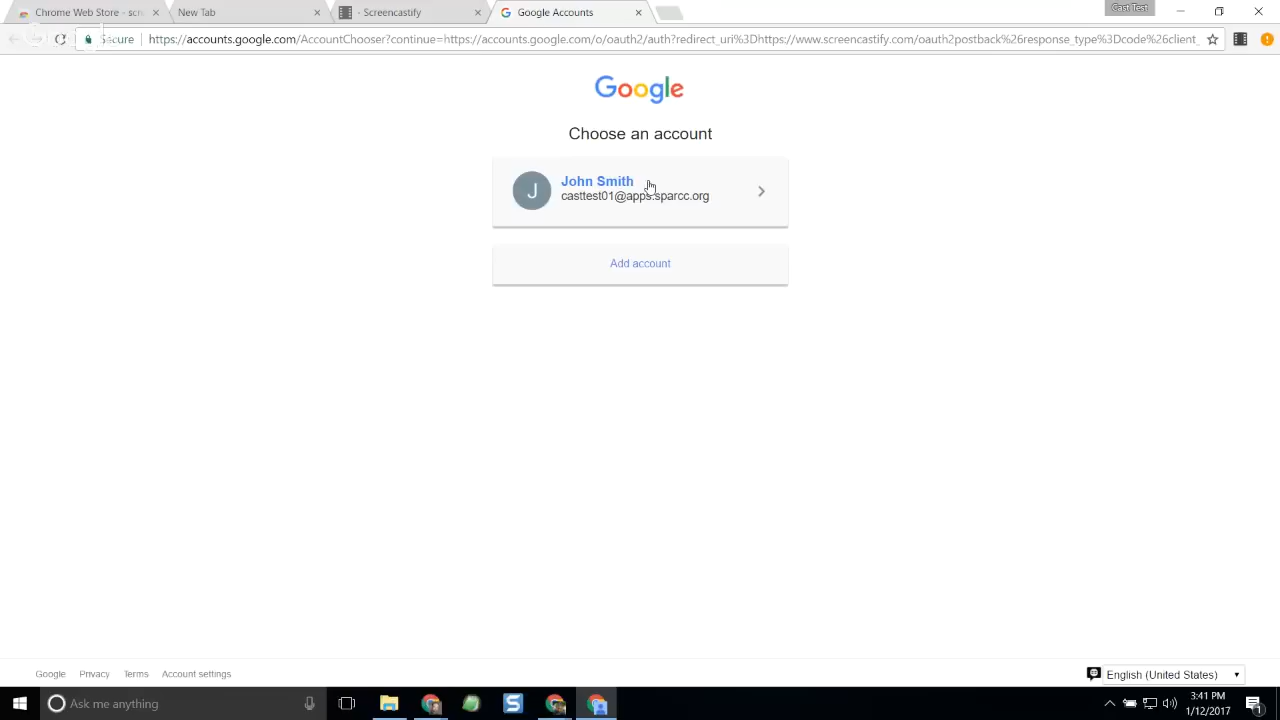 Chrome Web Store - scr
New Tab
- Screencastify
Google Accounts
CastTest
Secure
https://accounts.google.com/AccountChooser?continue=https://accounts.google.com/o/oauth2/auth?redirect_uri%3Dhttps://www.screencastify.com/oauth2postback%26response_type%3Dcode%26client_
Google
Choose an account
J
John Smith
casttest01@apps.sparcc.org
Add account
Google Privacy Terms Account settings
English (United States)
Ask me anything
3:41 PM
1/12/2017
1